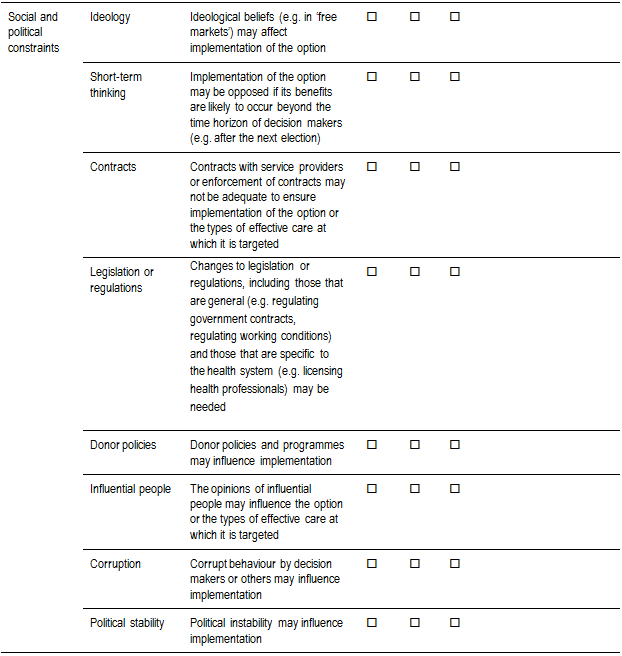 Social and political constraints
Ideology
Ideological beliefs (e.g. in 'free
markets') may affect
implementation of the option
☐ ☐ ☐
Short-term
thinking
Implementation of the option
may be opposed if its benefits
are likely to occur beyond the
time horizon of decision makers
(e.g. after the next election)
☐ ☐ ☐
Contracts
Contracts with service providers
or enforcement of contracts may
not be adequate to ensure
implementation of the option or
the types of effective care at
which it is targeted
☐ ☐ ☐
Legislation or
regulations
Changes to legislation or
regulations, including those that
are general (e.g. regulating
government contracts,
regulating working conditions)
and those that are specific to
the health system (e.g. licensing
health professionals) may be
needed
☐ ☐ ☐
Donor policies
Donor policies and programmes
may influence implementation
☐ ☐ ☐
Influential people
The opinions of influential
people may influence the option
or the types of effective care at
which it is targeted
☐ ☐ ☐
Corruption
Corrupt behaviour by decision
makers or others may influence
implementation
☐ ☐ ☐
Political stability
Political instability may influence
implementation
☐ ☐ ☐